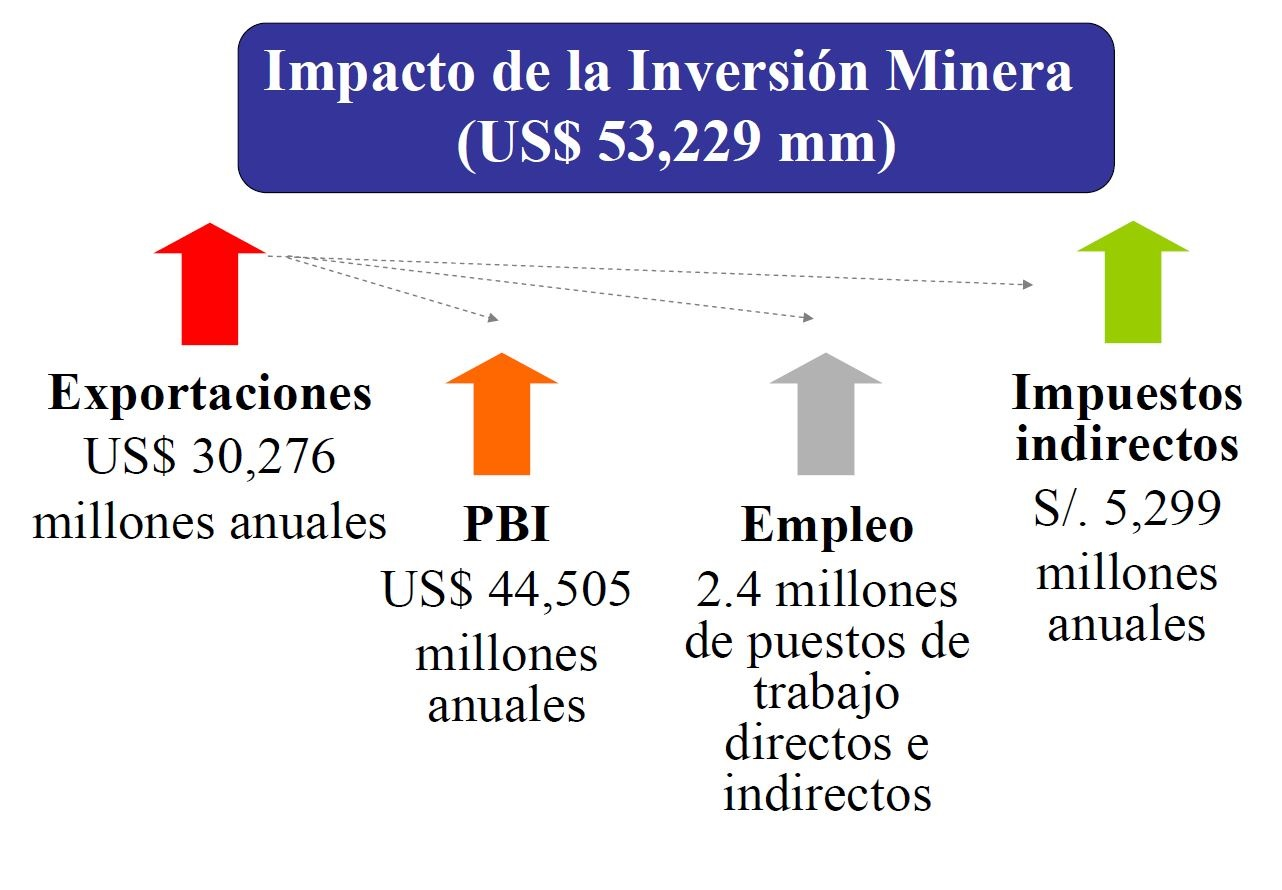 Impacto de la Inversión Minera
(US$ 53,229 mm)
Exportaciones
US$ 30,276
millones anuales
PBI
US$ 44,505
millones
anuales
Empleo
2.4 millones
de puestos de
trabajo
directos e
indirectos
Impuestos
indirectos
S/. 5,299
millones
anuales